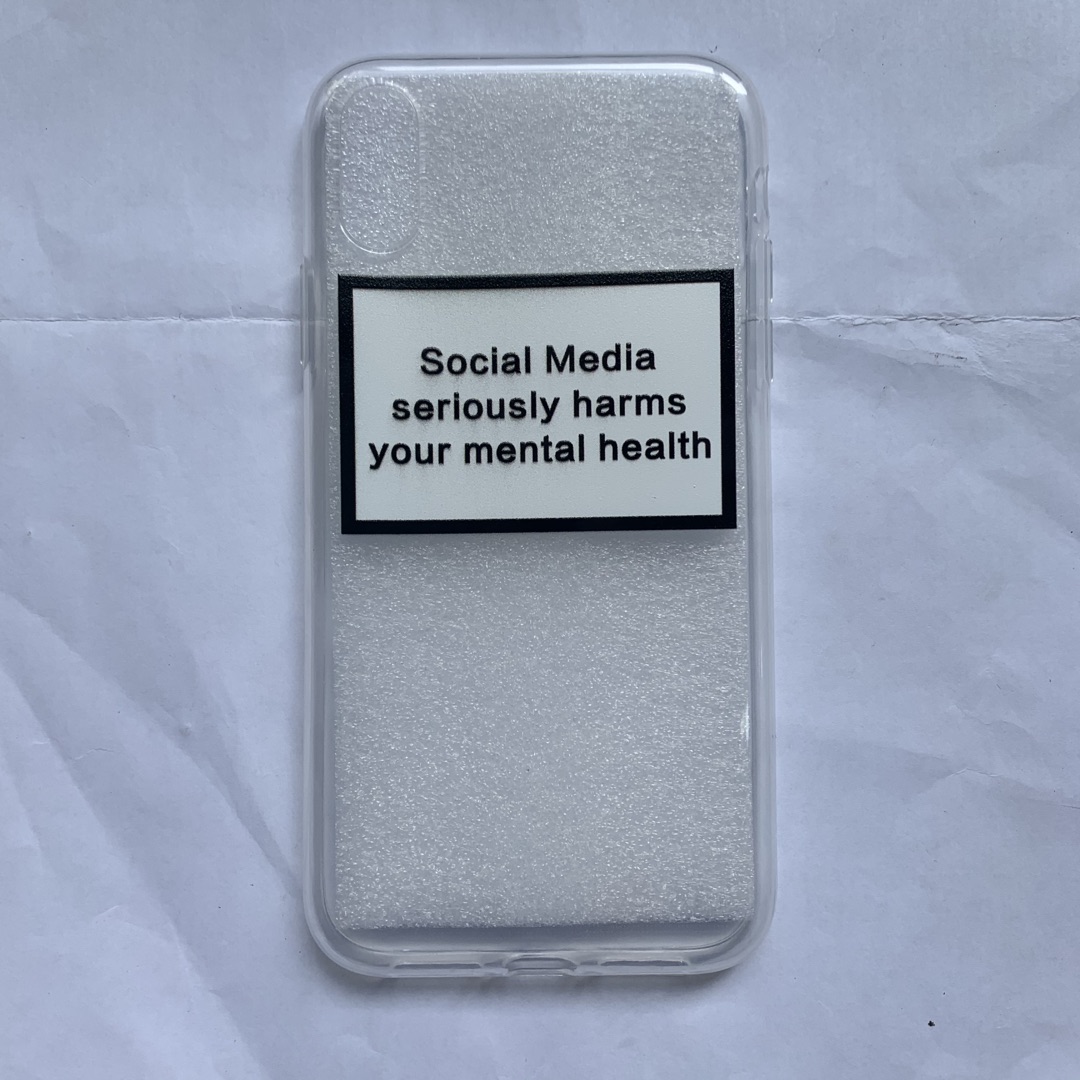 Social Media
seriously harms
your mental health